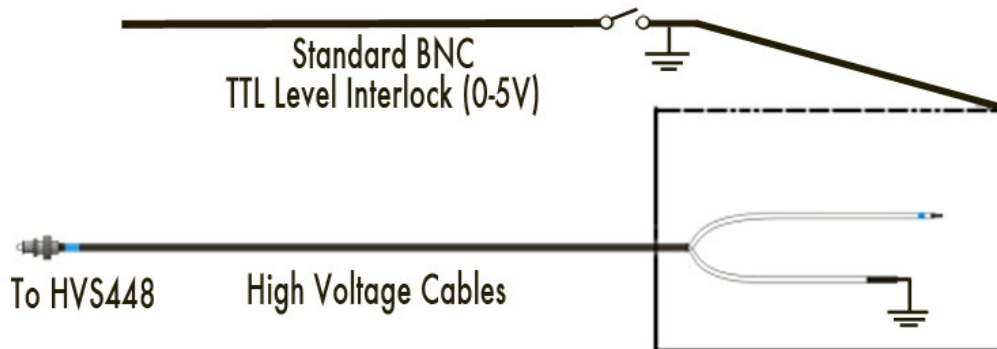 Standard BNC
TTL Level Interlock (0-5V)
To HVS448
High Voltage Cables